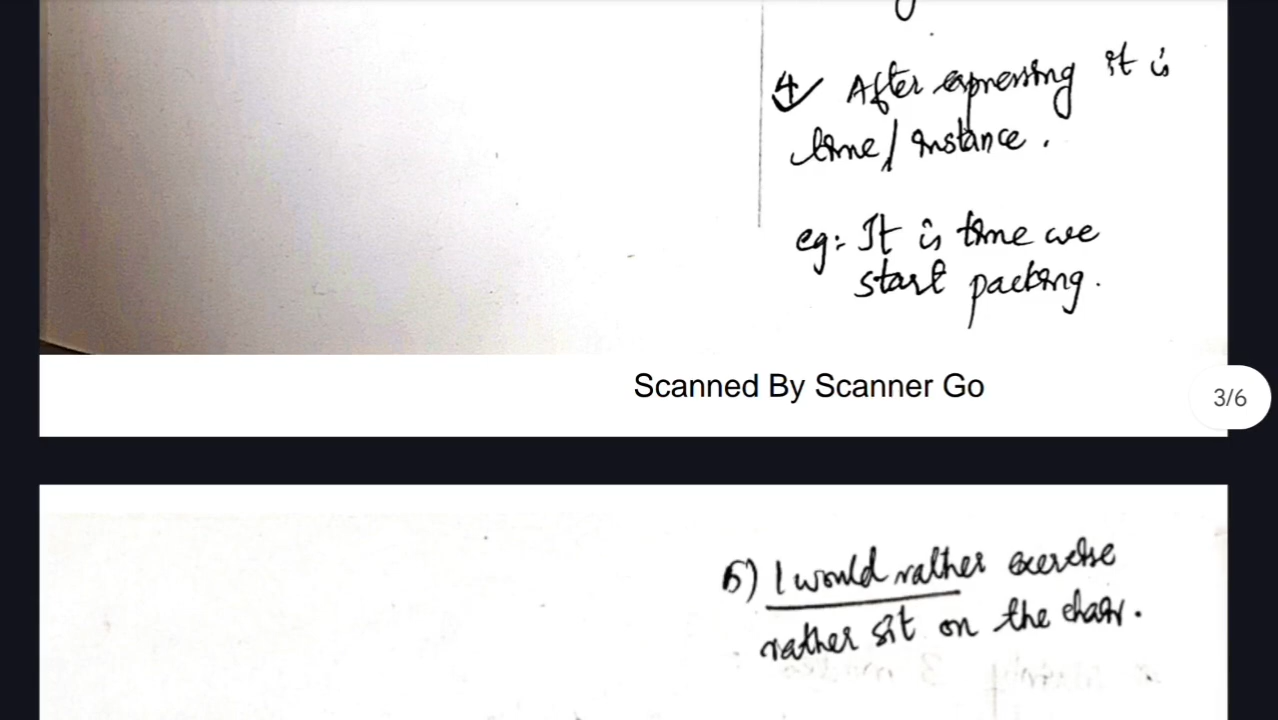 4 After expressing it is
time/instance.
eg: It is time we
start packing.
Scanned By Scanner Go
3/6
5) I would rather exercise
rather sit on the chair.